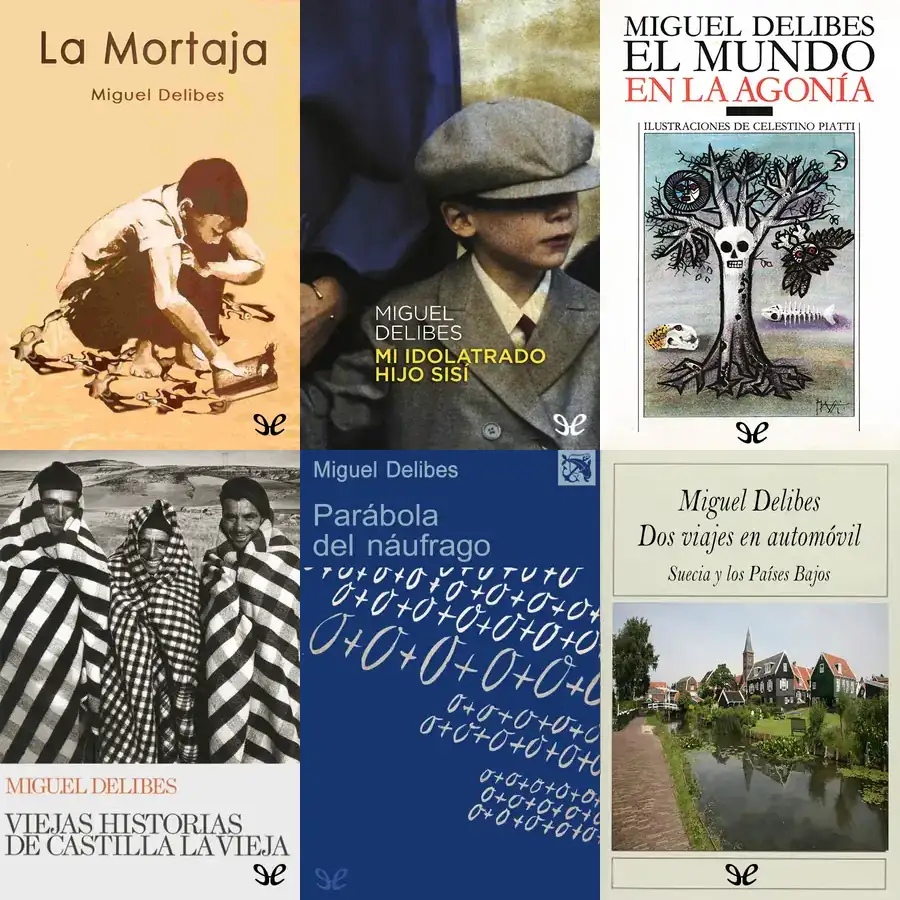 La Mortaja
Miguel Delibes
MIGUEL
DELIBES
MI IDOLATRADO
HIJO SISÍ
MIGUEL DELIBES
EL MUNDO
EN LA AGONÍA
ILUSTRACIONES DE CELESTINO PIATTI
MIGUEL DELIBES
VIEJAS HISTORIAS
DE CASTILLA LA VIEJA
Miguel Delibes
Parábola
del náufrago
Miguel Delibes
Dos viajes en automóvil
Suecia y los Países Bajos